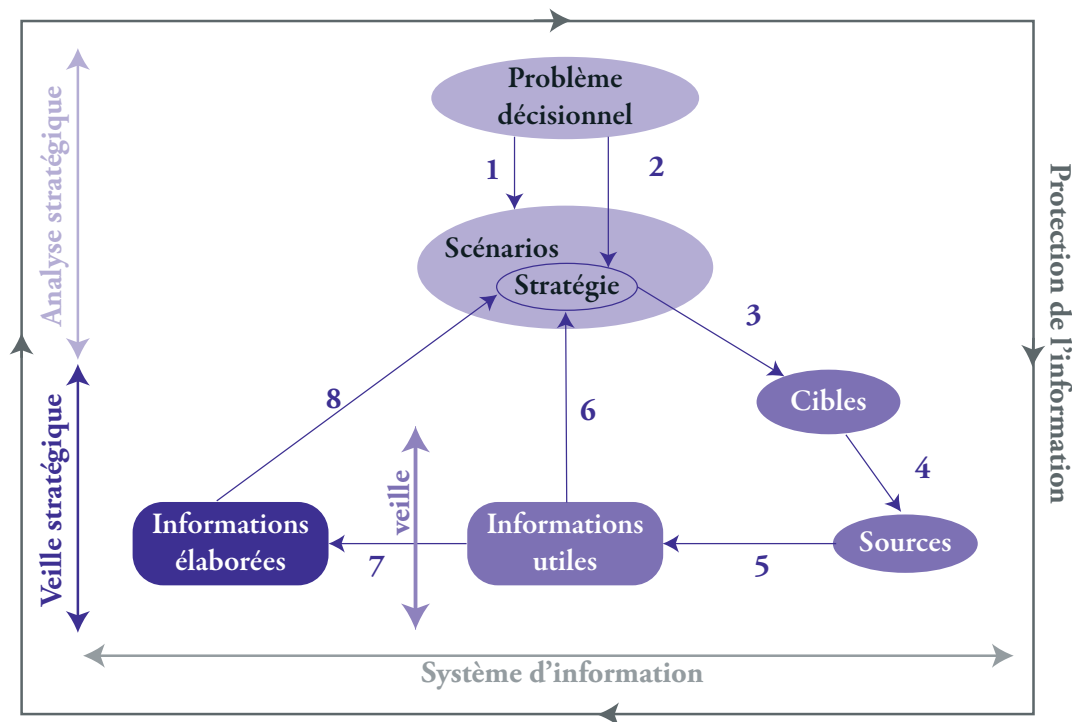 Problème
décisionnel
1
2
Analyse stratégique
Scénarios
Stratégie
3
Protection de l'information
Cibles
8
6
4
Veille stratégique
veille
Informations
élaborées
Informations
utiles
Sources
7
5
Système d'information